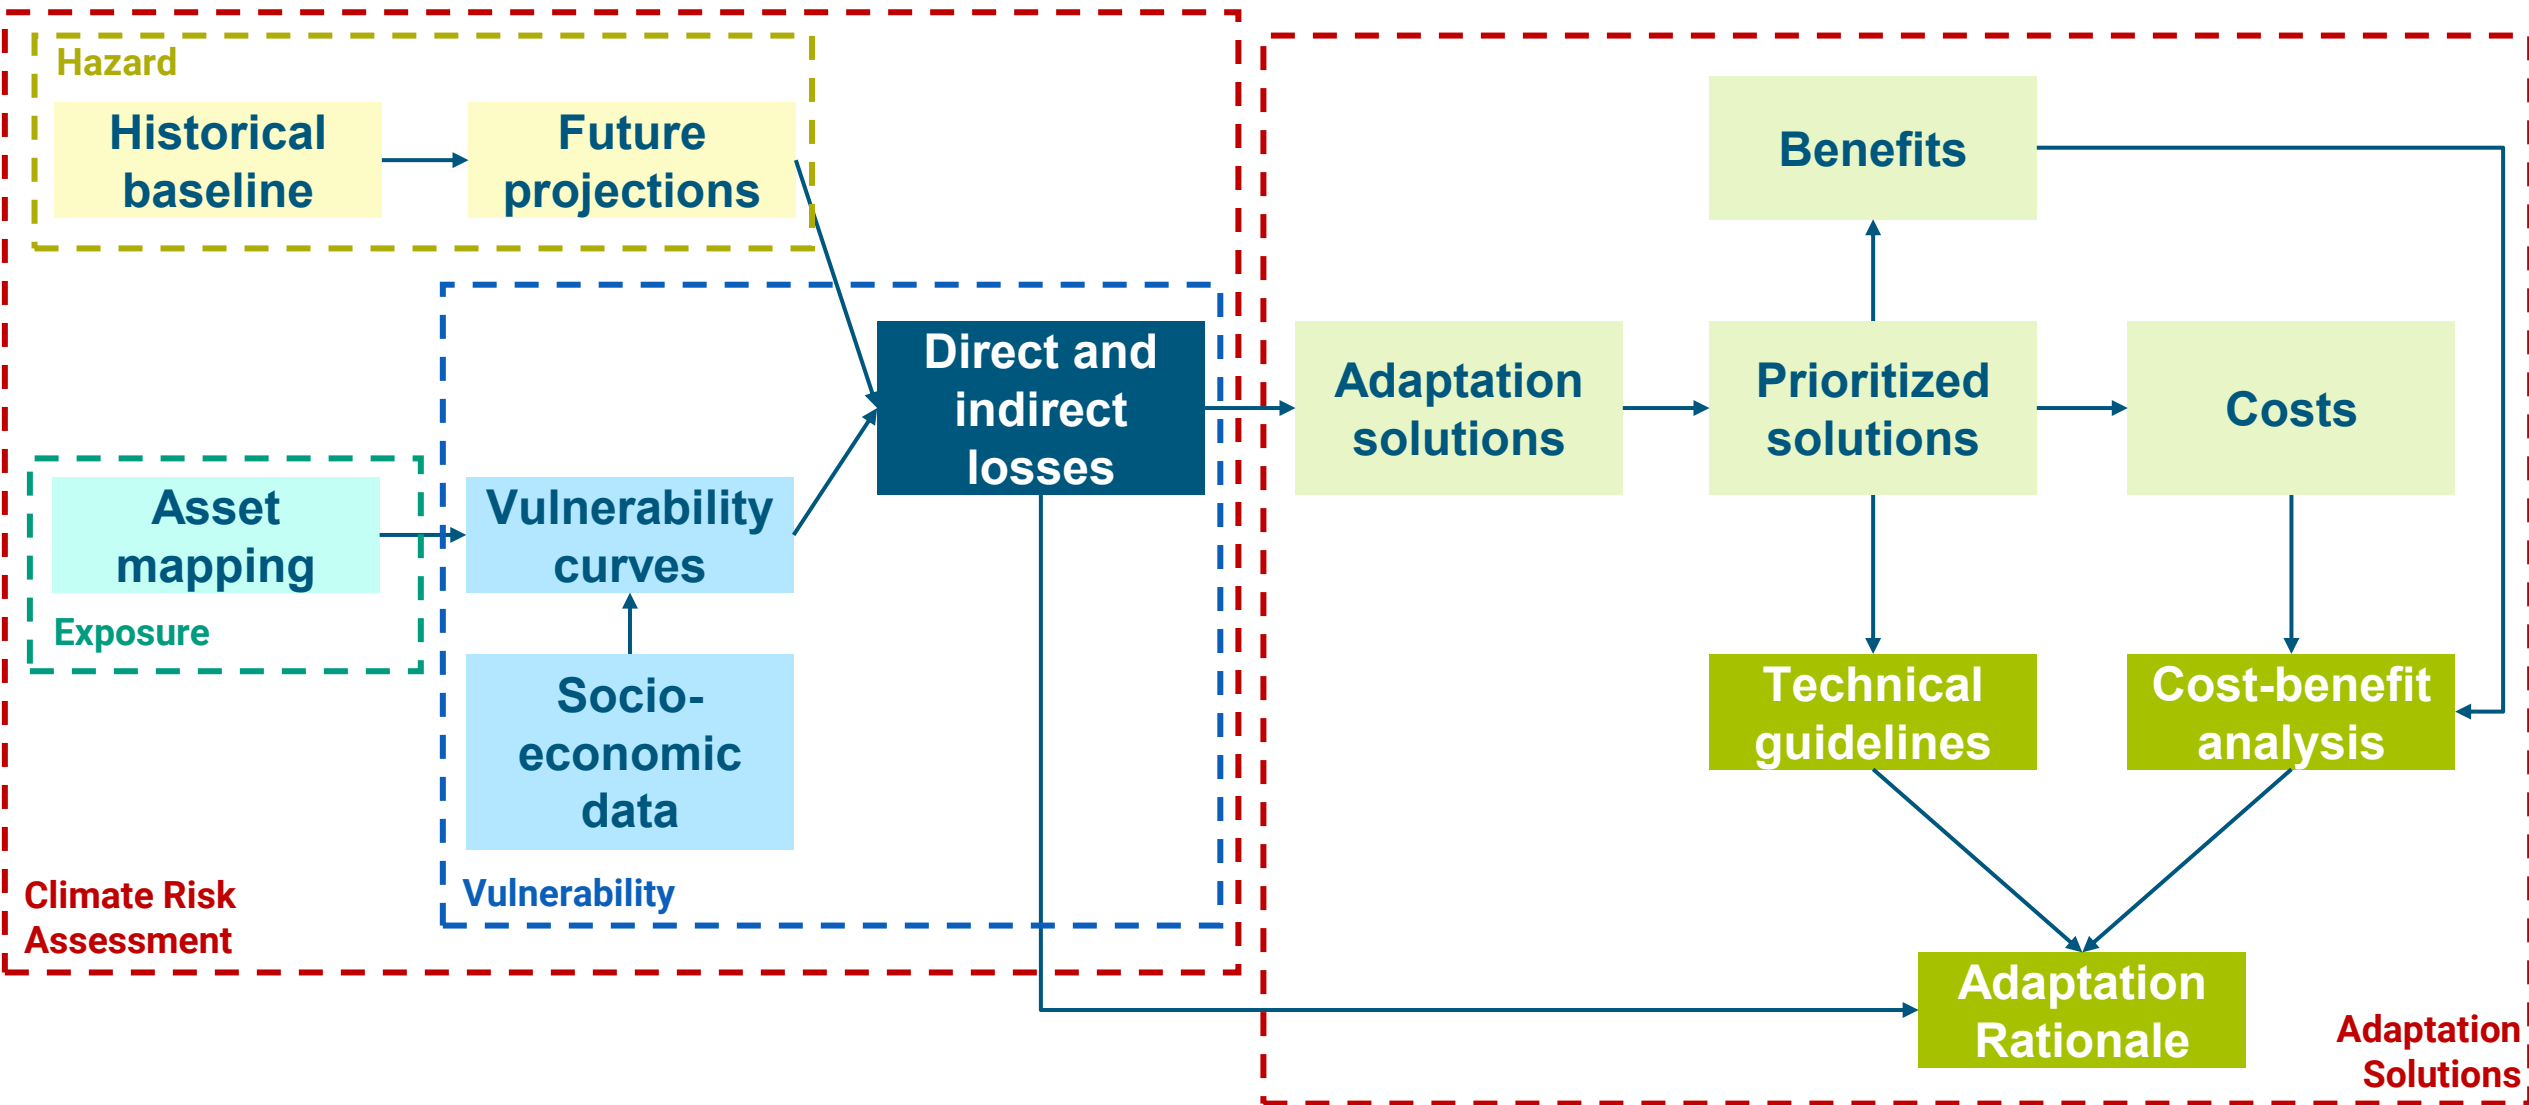 Hazard
Historical
baseline
Future
projections
Benefits
Direct and
indirect
losses
Adaptation
solutions
Prioritized
solutions
Costs
Asset
mapping
Exposure
Vulnerability
curves
Socio-
economic
data
Technical
guidelines
Cost-benefit
analysis
Climate Risk
Assessment
Vulnerability
Adaptation
Rationale
Adaptation
Solutions